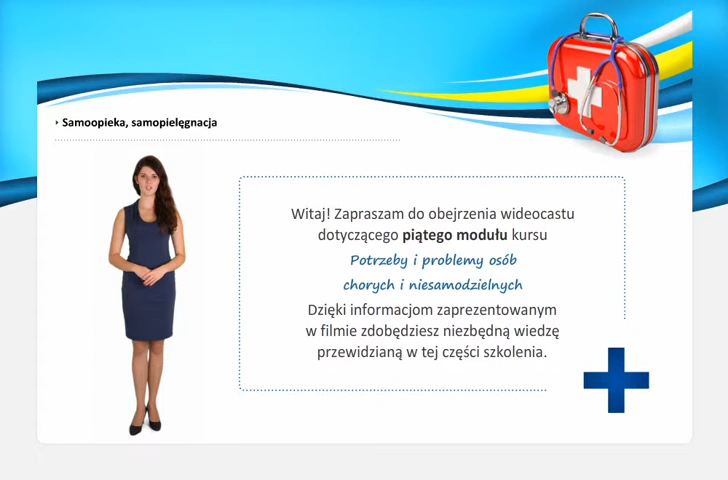 Samoopieka, samopielęgnacja
Witaj! Zapraszam do obejrzenia wideocastu
dotyczącego piątego modułu kursu
Potrzeby i problemy osób
chorych i niesamodzielnych
Dzięki informacjom zaprezentowanym
w filmie zdobędziesz niezbędną wiedzę
przewidzianą w tej części szkolenia.